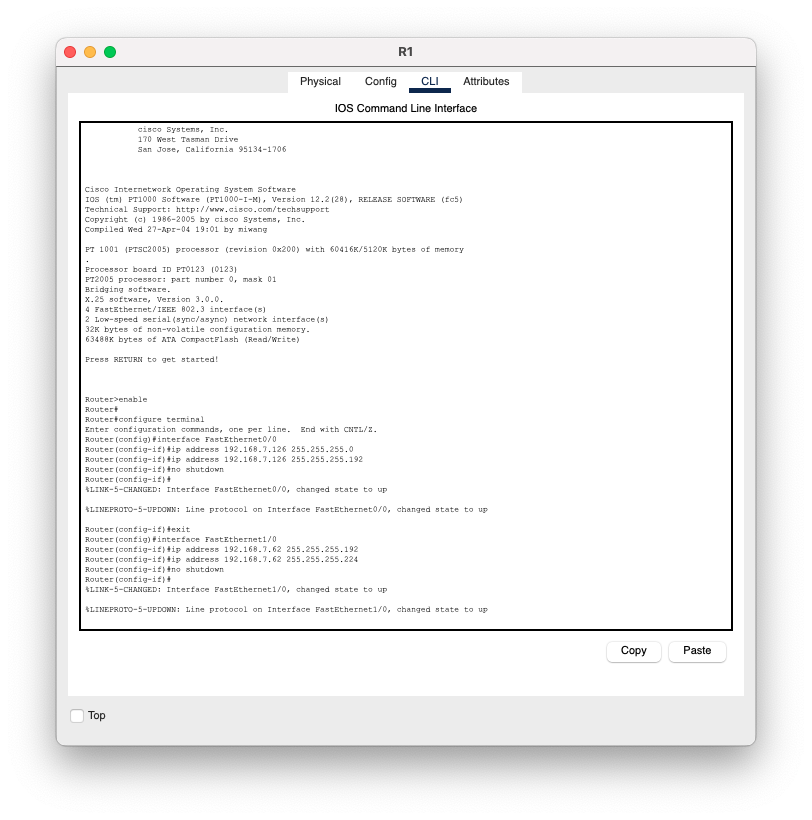 R1
Physical Config CLI Attributes
IOS Command Line Interface
cisco Systems, Inc.
170 West Tasman Drive
San Jose, California 95134-1706
Cisco Internetwork Operating System Software
IOS (tm) PT1000 Software (PT1000-I-M), Version 12.2(28), RELEASE SOFTWARE (fc5)
Technical Support: http://www.cisco.com/techsupport
Copyright (c) 1986-2005 by cisco Systems, Inc.
Compiled Wed 27-Apr-04 19:01 by miwang
PT 1001 (PTSC2005) processor (revision 0x200) with 60416K/5120K bytes of memory
.
Processor board ID PT0123 (0123)
PT2005 processor: part number 0, mask 01
Bridging software.
X.25 software, Version 3.0.0.
4 FastEthernet/IEEE 802.3 interface(s)
2 Low-speed serial(sync/async) network interface(s)
32K bytes of non-volatile configuration memory.
63488K bytes of ATA CompactFlash (Read/Write)
Press RETURN to get started!
Router>enable
Router#
Router#configure terminal
Enter configuration commands, one per line.  End with CNTL/Z.
Router(config)#interface FastEthernet0/0
Router(config-if)#ip address 192.168.7.126 255.255.255.0
Router(config-if)#ip address 192.168.7.126 255.255.255.192
Router(config-if)#no shutdown
Router(config-if)#
%LINK-5-CHANGED: Interface FastEthernet0/0, changed state to up
%LINEPROTO-5-UPDOWN: Line protocol on Interface FastEthernet0/0, changed state to up
Router(config-if)#exit
Router(config)#interface FastEthernet1/0
Router(config-if)#ip address 192.168.7.62 255.255.255.192
Router(config-if)#ip address 192.168.7.62 255.255.255.224
Router(config-if)#no shutdown
Router(config-if)#
%LINK-5-CHANGED: Interface FastEthernet1/0, changed state to up
%LINEPROTO-5-UPDOWN: Line protocol on Interface FastEthernet1/0, changed state to up
Copy Paste
Top